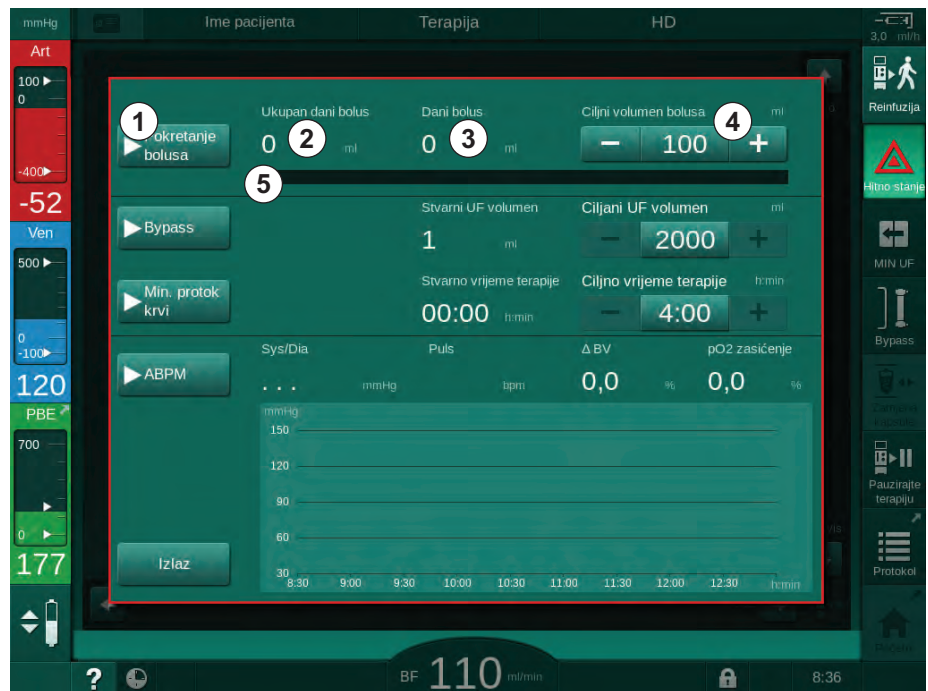 mmHg
Ime pacijenta
Terapija
HD
3,0 ml/h
Art
100
0
-400
-52
Ven
500
0
-100
120
PBE
700
0
177
1
Pokretanje
bolusa
Ukupan dani bolus
0
2
ml
Dani bolus
0
3
ml
Ciljni volumen bolusa
4
ml
− 100 +
5
Bypass
Stvarni UF volumen
1 ml
Ciljani UF volumen ml
− 2000 +
Min. protok
krvi
Stvarno vrijeme terapije
00:00 h:min
Ciljno vrijeme terapije h:min
− 4:00 +
ABPM
Sys/Dia
. . . mmHg
Puls
bpm
Δ BV
0,0 %
pO2 zasićenje
0,0 %
mmHg
150
120
90
60
30
8:30 9:00 9:30 10:00 10:30 11:00 11:30 12:00 12:30 h:min
Izlaz
Reinfuzija
Hitno stanje
MIN UF
Bypass
Pauzirajte
terapiju
Protokol
Početni
?
BF 110 ml/min
8:36